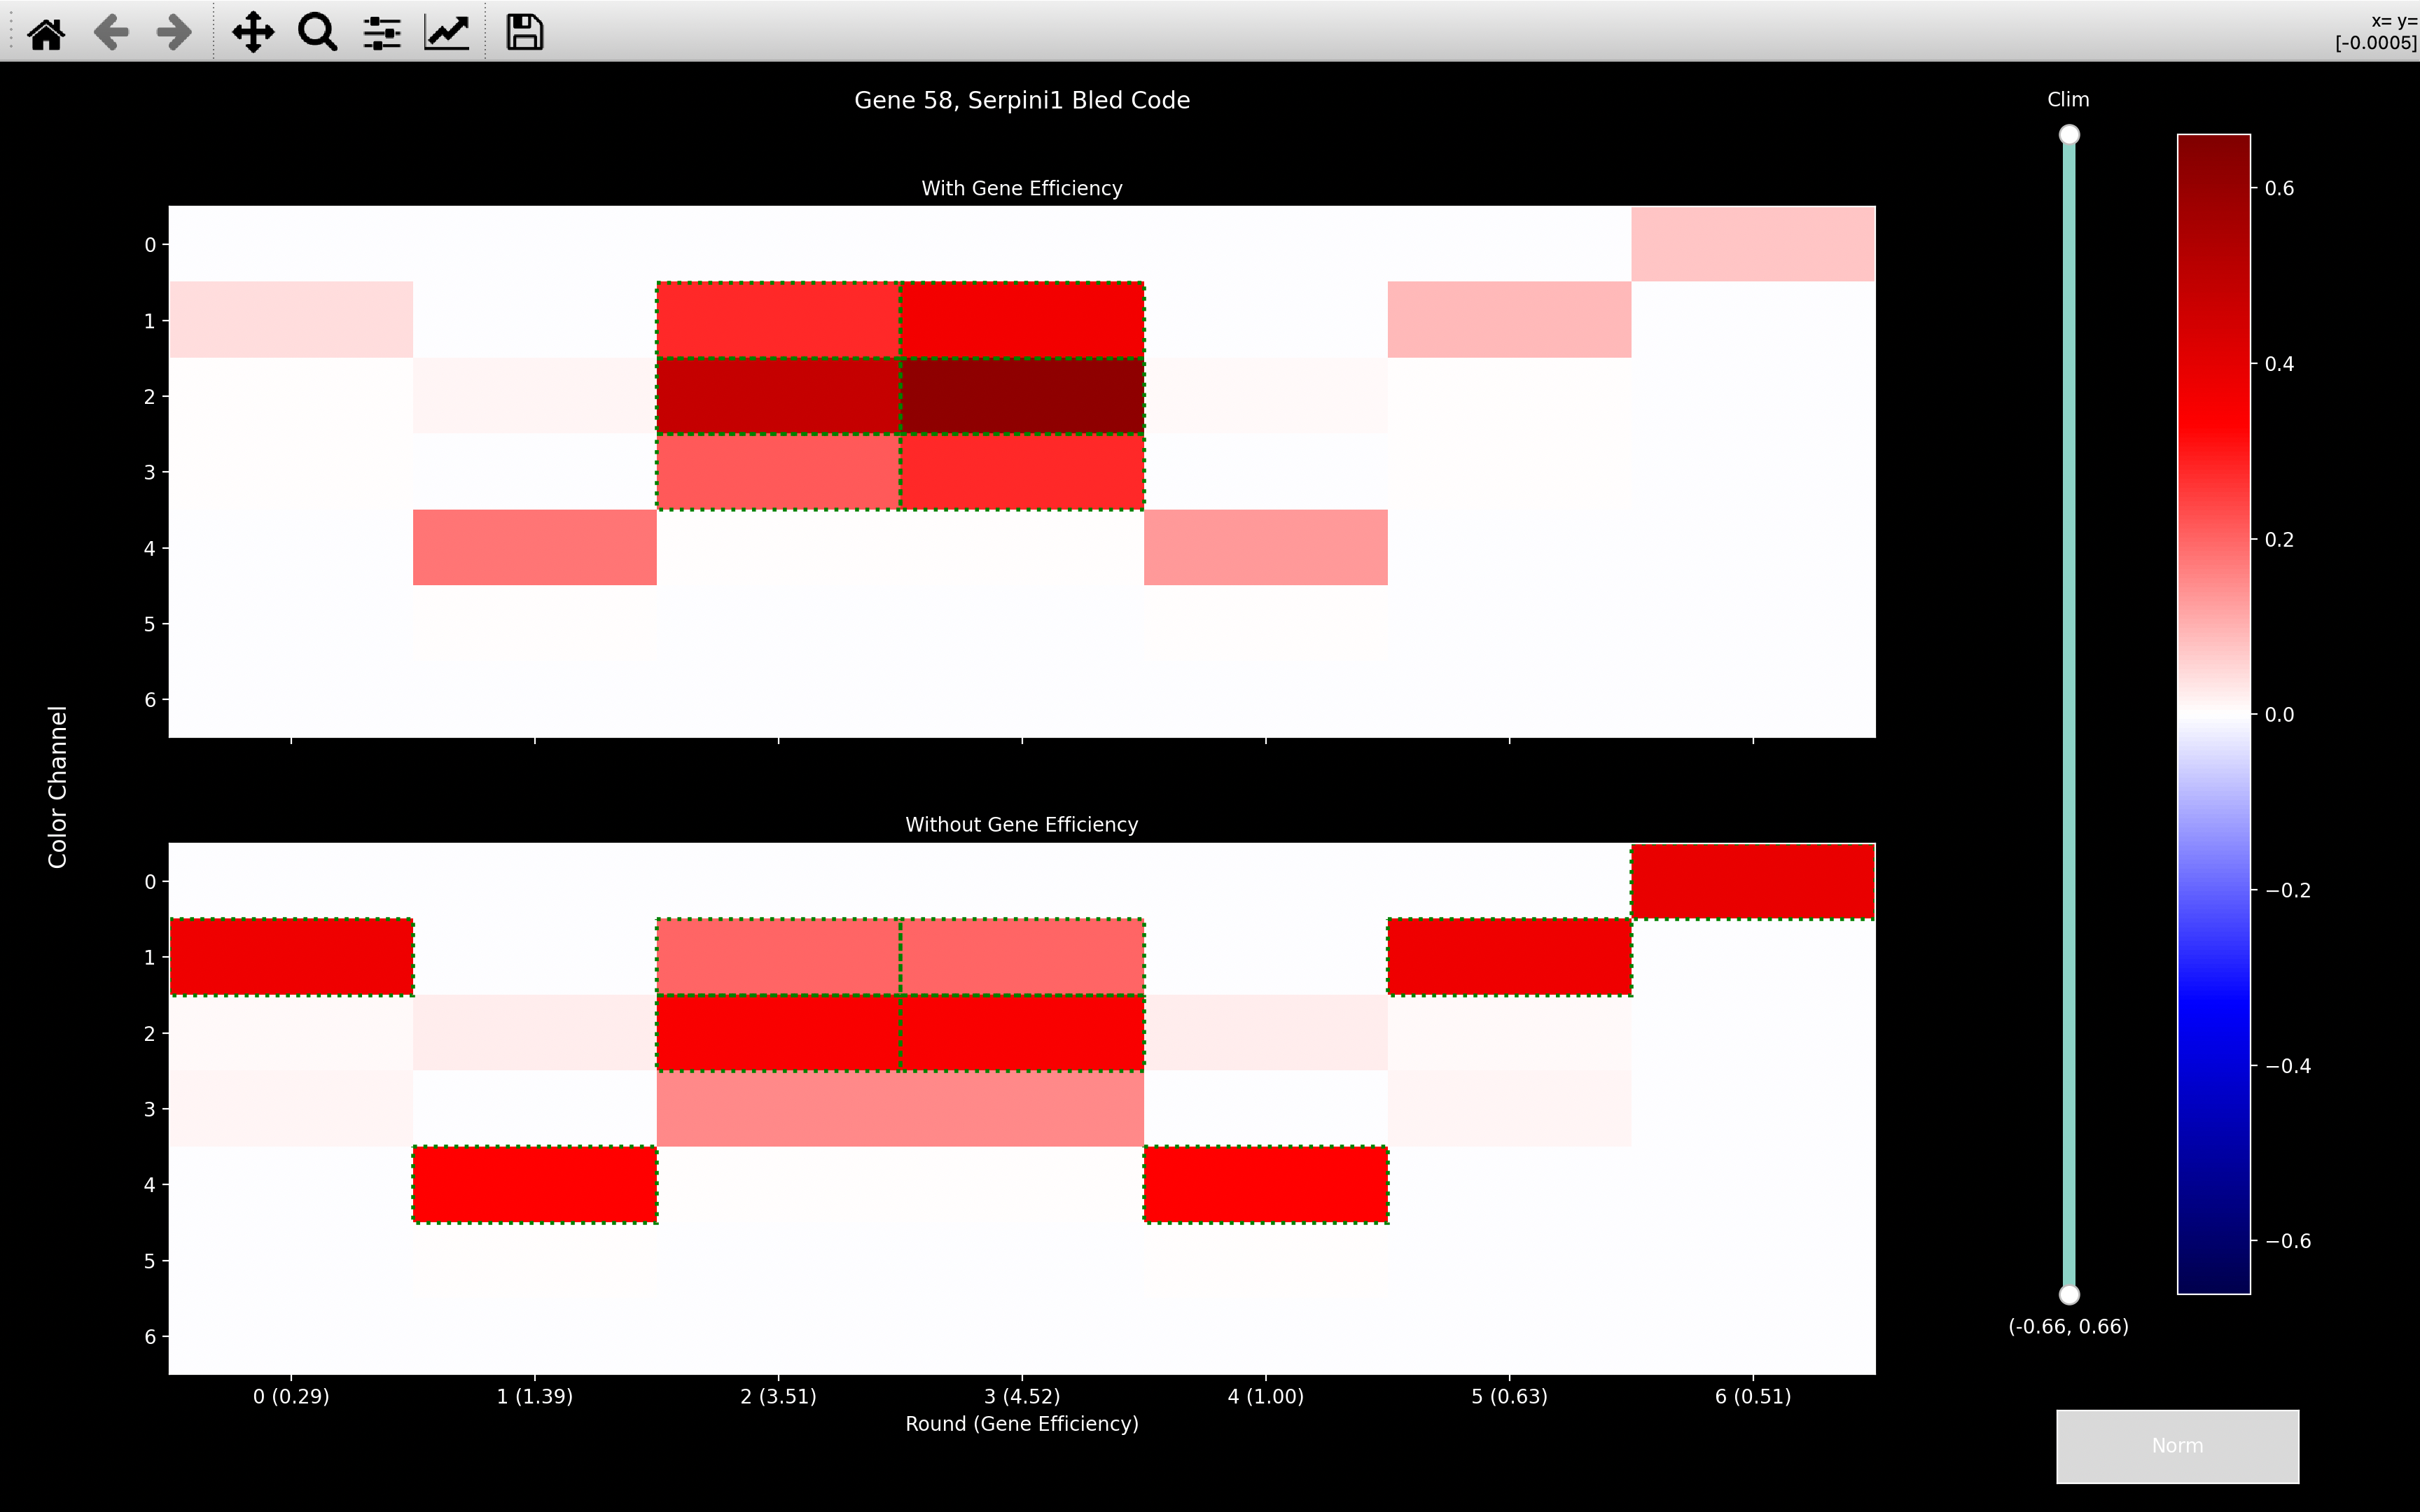 x= y=
[-0.0005]
Gene 58, Serpini1 Bled Code
Clim
With Gene Efficiency
0
1
2
3
4
5
6
Color Channel
Without Gene Efficiency
0
1
2
3
4
5
6
0 (0.29) 1 (1.39) 2 (3.51) 3 (4.52) 4 (1.00) 5 (0.63) 6 (0.51)
Round (Gene Efficiency)
0.6
0.4
0.2
0.0
−0.2
−0.4
−0.6
(-0.66, 0.66)
Norm